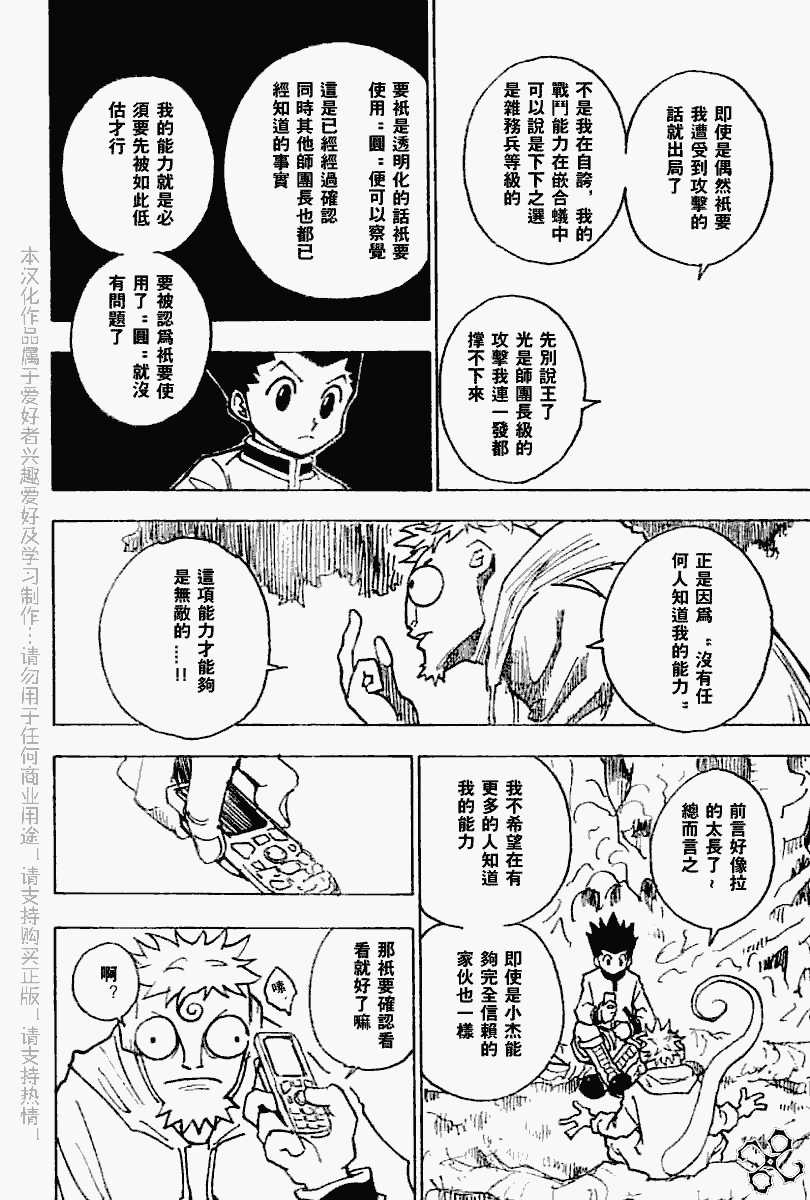 即使是偶然祇要
我遭受到攻擊的
話就出局了
不是我在自誇，我的
戰鬥能力在嵌合蟻中
可以說是下下之選
是雜務兵等級的
先別說王了
光是師團長級的
攻擊我連一發都
撐不下來
要祇是透明化的話祇要
使用“圓”便可以察覺
這是已經經過確認
同時其他師團長也都已
經知道的事實
我的能力就是必
須要先被如此低
估才行
要被認爲祇要使
用了“圓”就沒
有問題了
正是因爲“沒有任
何人知道我的能力”
這項能力才能夠
是無敵的……!!
前言好像拉
的太長了~
總而言之
我不希望在有
更多的人知道
我的能力
即使是小杰能
夠完全信賴的
家伙也一樣
那祇要確認看
看就好了嘛
嗦.
啊?
本汉化作品属于爱好者兴趣爱好及学习制作…请勿用于任何商业用途！请支持购买正版！请支持热情！